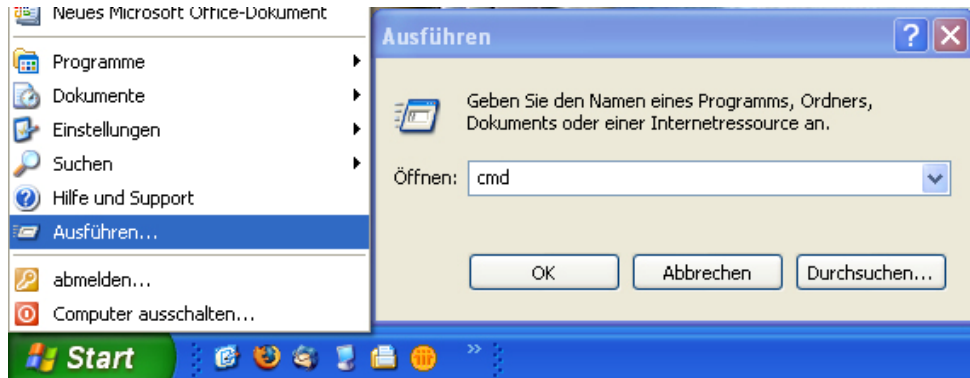 Neues Microsoft Office-Dokument
Programme
Dokumente
Einstellungen
Suchen
Hilfe und Support
Ausführen...
abmelden...
Computer ausschalten...
Start
Ausführen
Geben Sie den Namen eines Programms, Ordners,
Dokuments oder einer Internetressource an.
Öffnen: cmd
OK Abbrechen Durchsuchen...